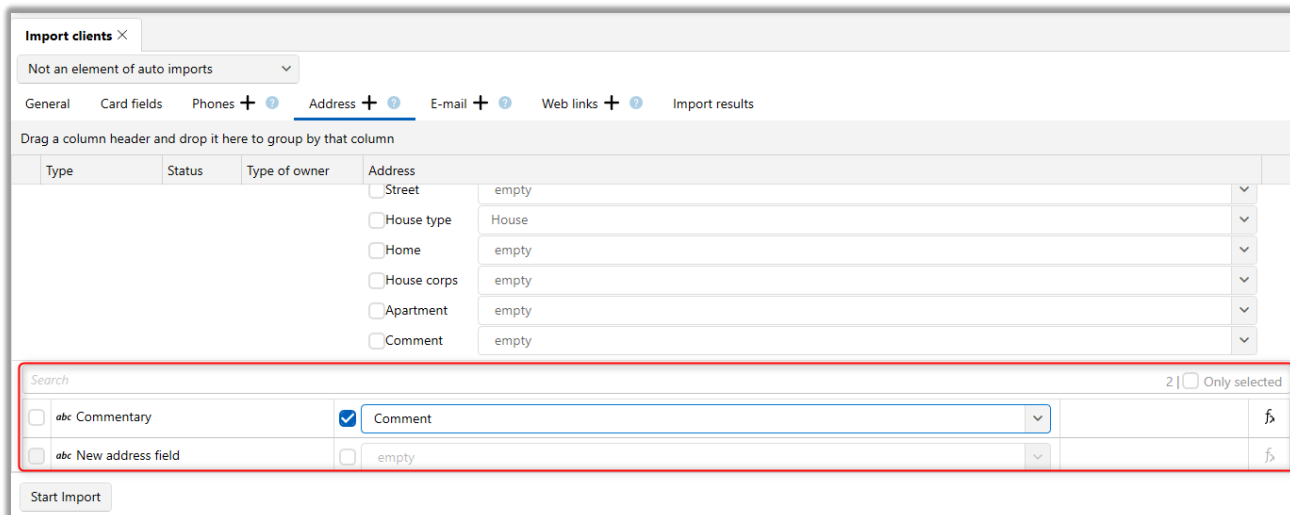 Import clients
Not an element of auto imports
General Card fields Phones + ? Address + ? E-mail + ? Web links + ? Import results
Drag a column header and drop it here to group by that column
Type Status Type of owner Address
Street empty
House type House
Home empty
House corps empty
Apartment empty
Comment empty
Search 2 | Only selected
abc Commentary Comment fx
abc New address field empty fx
Start Import